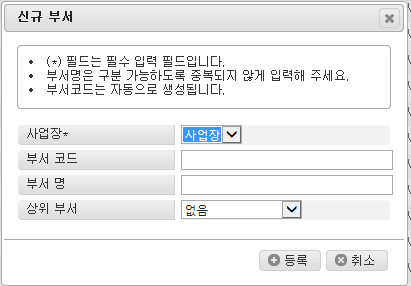 신규 부서
• (*) 필드는 필수 입력 필드입니다.
• 부서명은 구분 가능하도록 중복되지 않게 입력해 주세요.
• 부서코드는 자동으로 생성됩니다.
사업장* 사업장
부서 코드
부서 명
상위 부서 없음
등록 취소